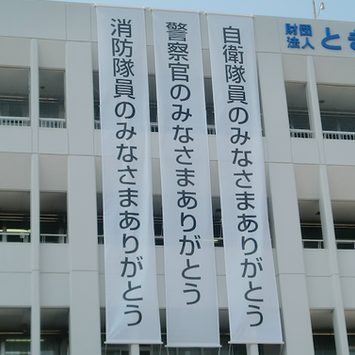 自衛隊員のみなさまありがとう
警察官のみなさまありがとう
消防隊員のみなさまありがとう
財団
法人
とき